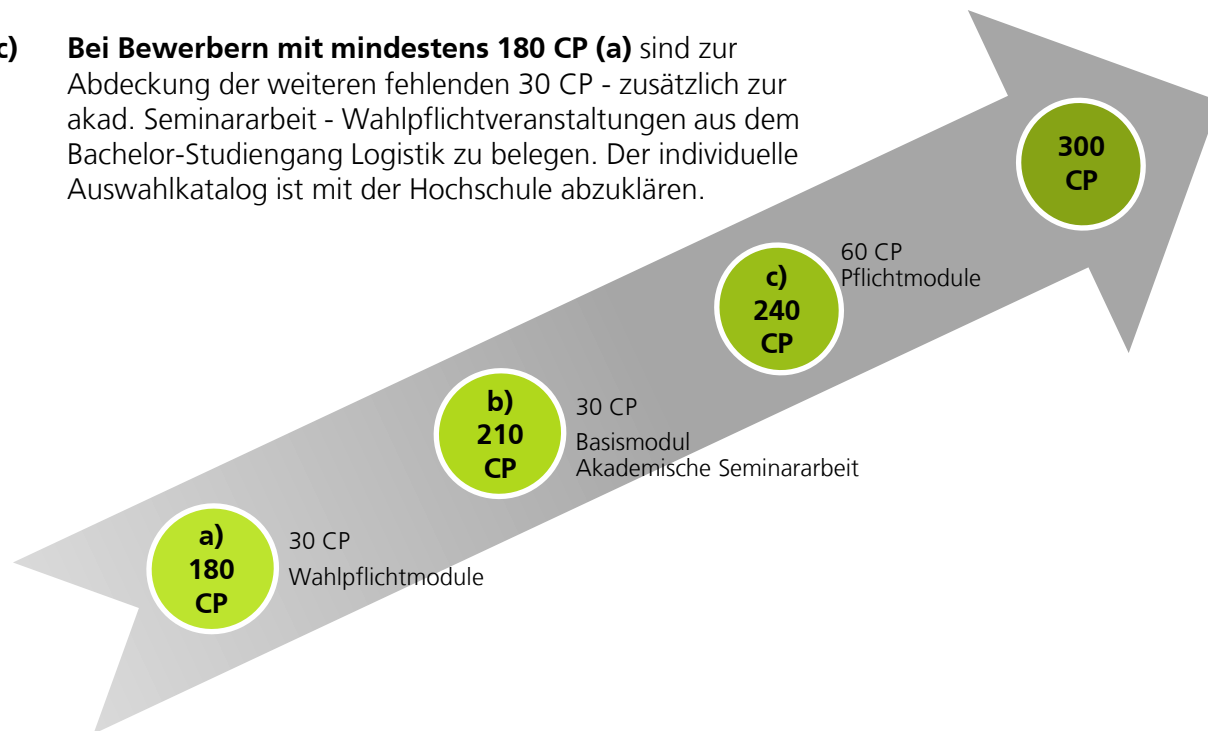 c) Bei Bewerbern mit mindestens 180 CP (a) sind zur
Abdeckung der weiteren fehlenden 30 CP - zusätzlich zur
akad. Seminararbeit - Wahlpflichtveranstaltungen aus dem
Bachelor-Studiengang Logistik zu belegen. Der individuelle
Auswahlkatalog ist mit der Hochschule abzuklären.
300
CP
60 CP
Pflichtmodule
c)
240
CP
b)
210
CP
30 CP
Basismodul
Akademische Seminararbeit
a)
180
CP
30 CP
Wahlpflichtmodule